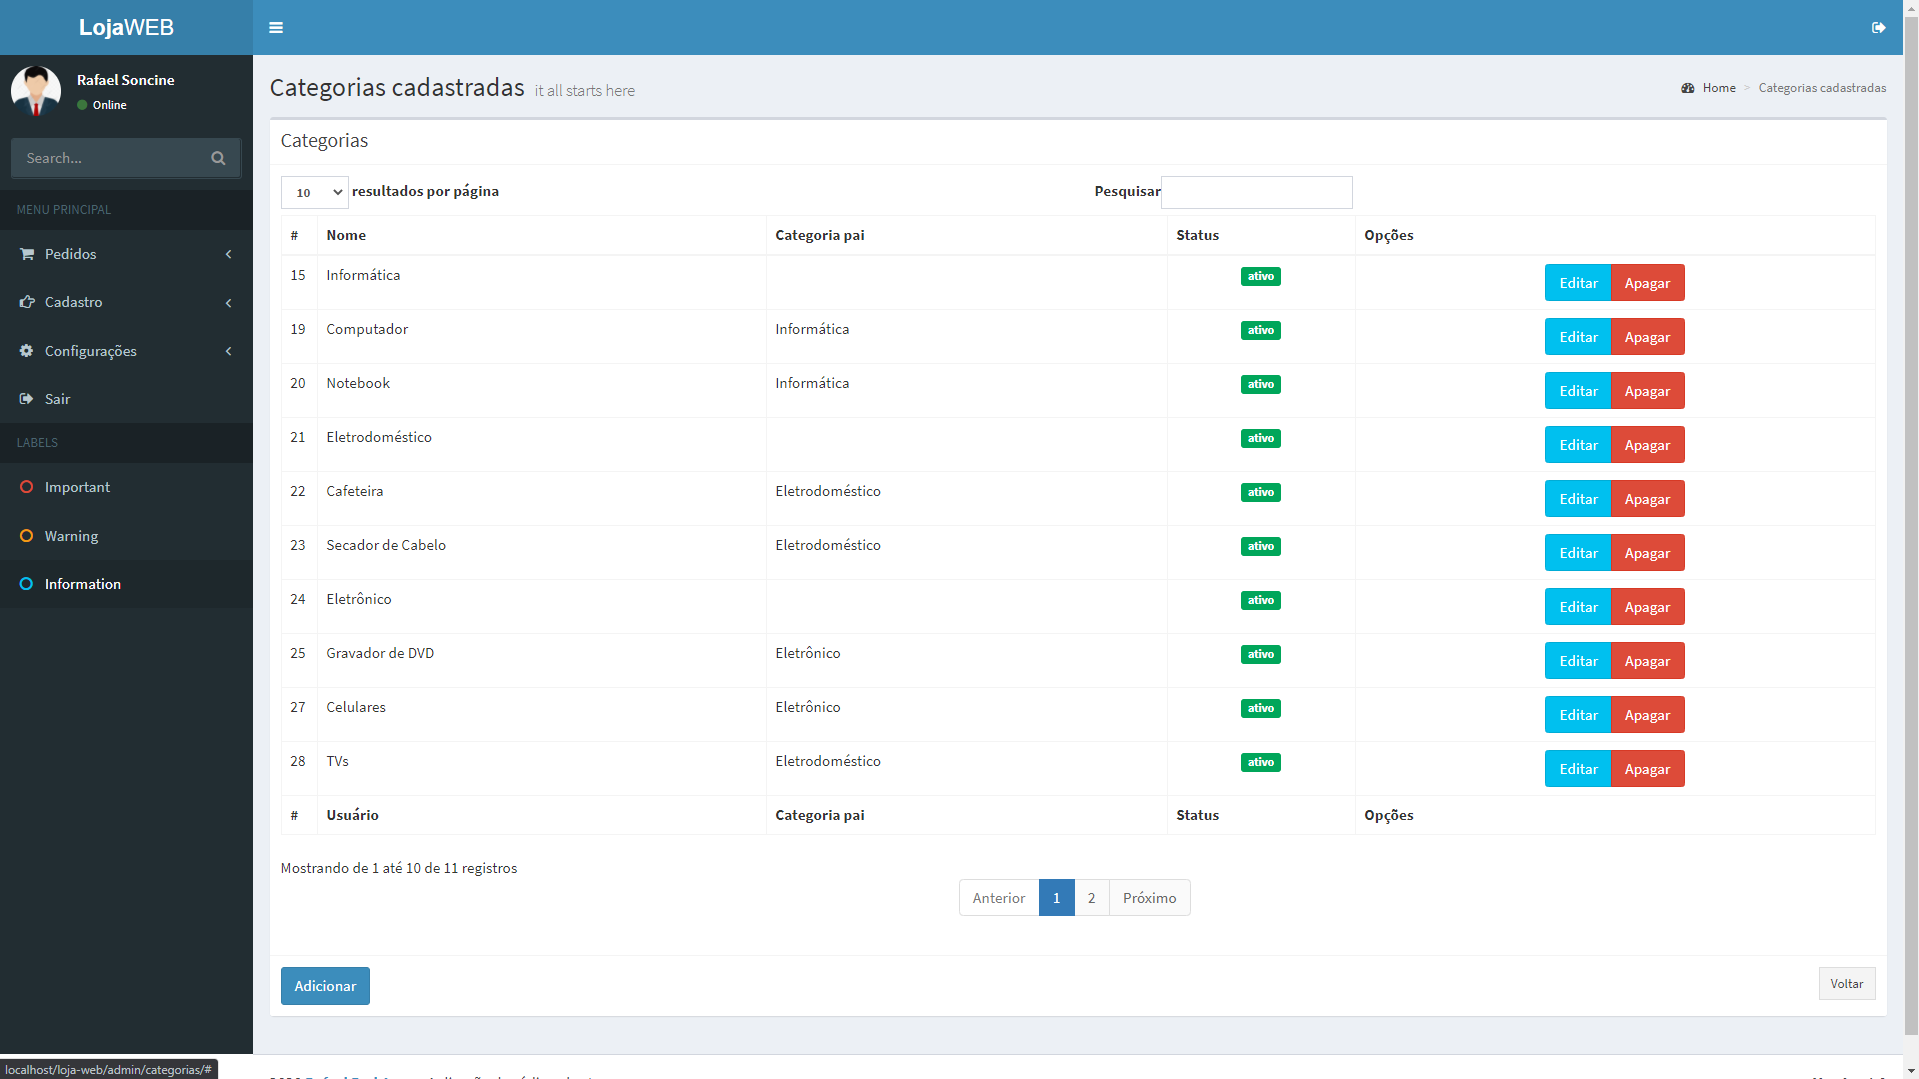 LojaWEB
Rafael Soncine
Online
Search...
MENU PRINCIPAL
Pedidos
Cadastro
Configurações
Sair
LABELS
Important
Warning
Information
Categorias cadastradas it all starts here
Home > Categorias cadastradas
Categorias
10 resultados por página Pesquisar
# Nome Categoria pai Status Opções
15 Informática ativo Editar Apagar
19 Computador Informática ativo Editar Apagar
20 Notebook Informática ativo Editar Apagar
21 Eletrodoméstico ativo Editar Apagar
22 Cafeteira Eletrodoméstico ativo Editar Apagar
23 Secador de Cabelo Eletrodoméstico ativo Editar Apagar
24 Eletrônico ativo Editar Apagar
25 Gravador de DVD Eletrônico ativo Editar Apagar
27 Celulares Eletrônico ativo Editar Apagar
28 TVs Eletrodoméstico ativo Editar Apagar
# Usuário Categoria pai Status Opções
Mostrando de 1 até 10 de 11 registros
Anterior 1 2 Próximo
Adicionar Voltar
localhost/loja-web/admin/categorias/#